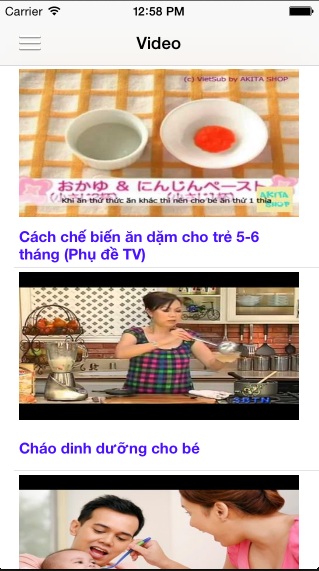 Carrier 12:58 PM
Video
(c) VietSub by AKITA SHOP
おかゆ & にんじんペースト
Khi ăn thứ thức ăn khác thì nên cho bé ăn thử 1 thìa
AKITA
SHOP
Cách chế biến ăn dặm cho trẻ 5-6
tháng (Phụ đề TV)
SBTN
Cháo dinh dưỡng cho bé